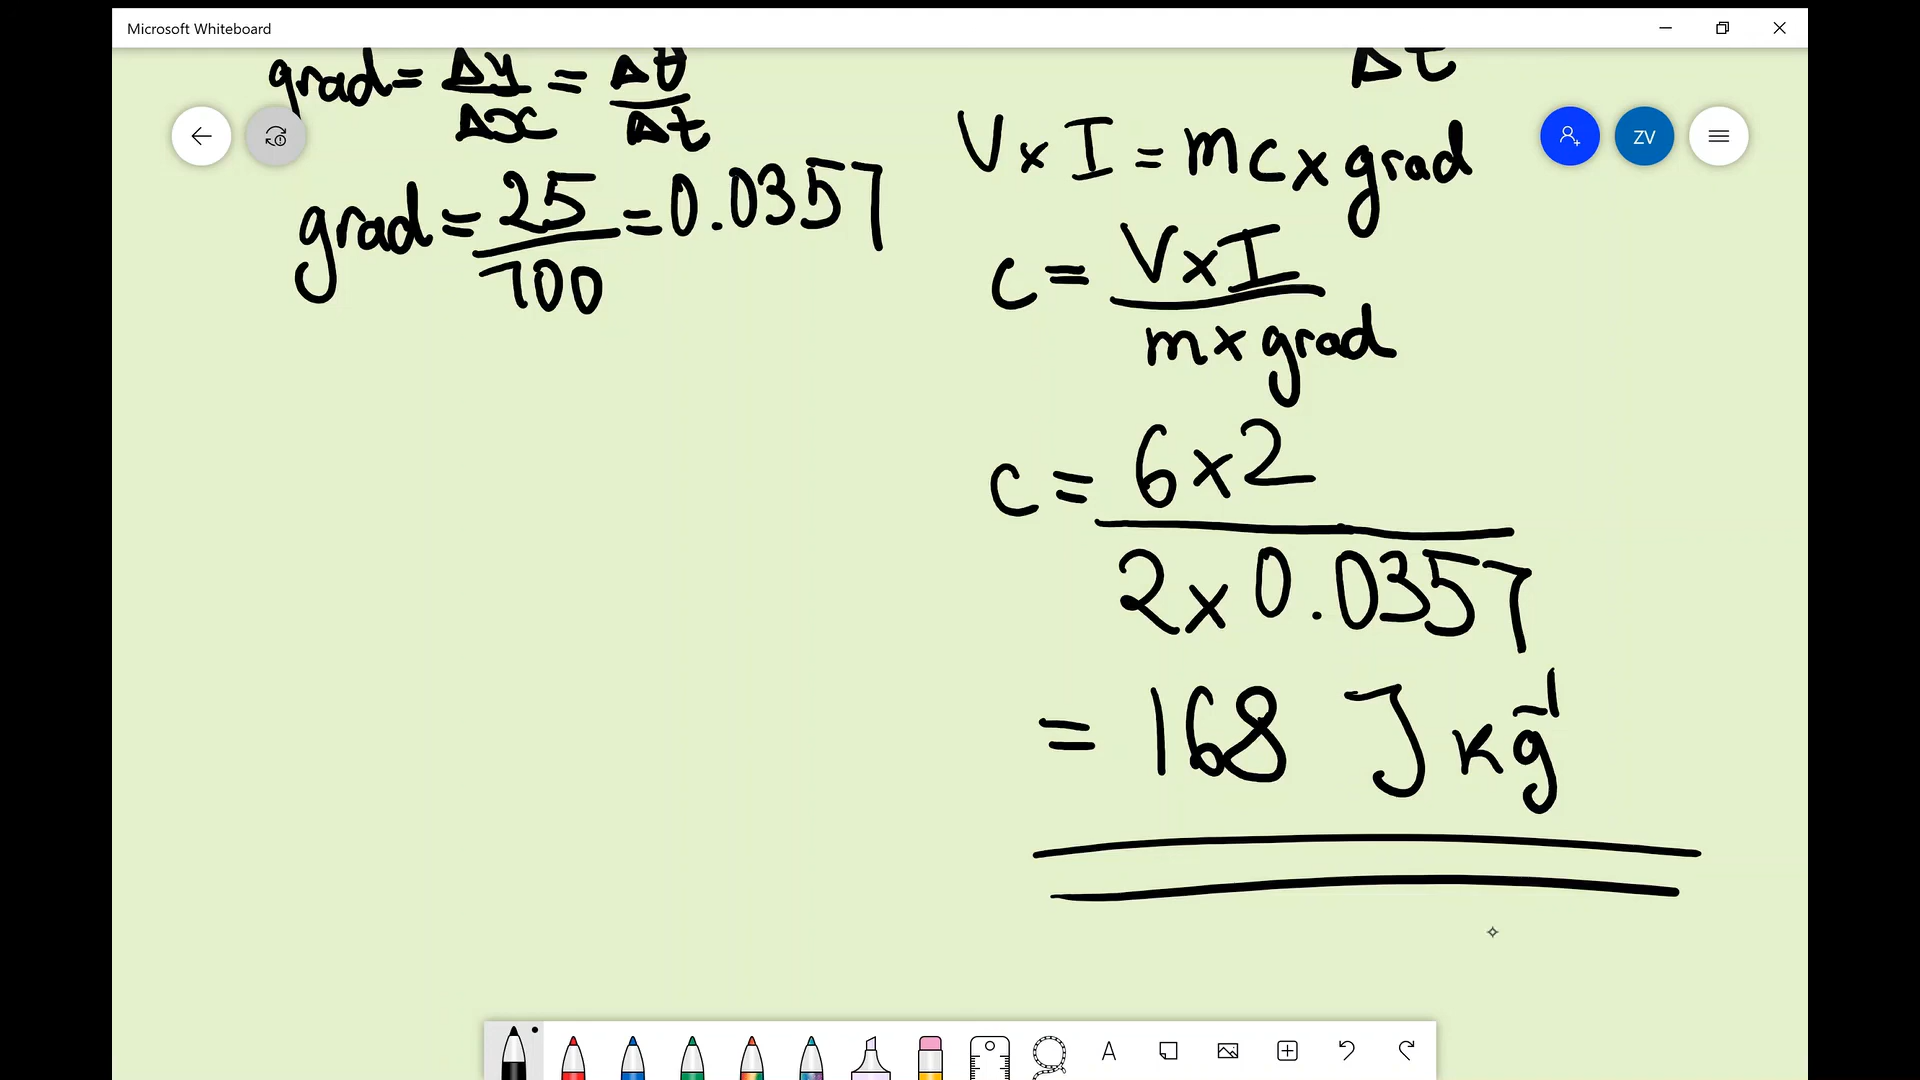 Microsoft Whiteboard
grad = Δy/Δx = Δθ/Δt
grad = 25/700 = 0.0357
Δt
V x I = m c x grad
c = V x I / m x grad
c = 6 x 2 / 2 x 0.0357
= 168 J kg⁻¹
ZV
A